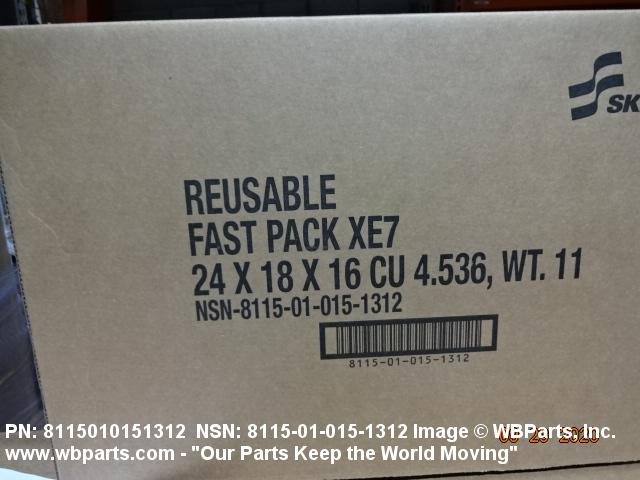 SK
REUSABLE
FAST PACK XE7
24 X 18 X 16 CU 4.536, WT. 11
NSN-8115-01-015-1312
8115-01-015-1312
PN: 8115010151312 NSN: 8115-01-015-1312 Image © WBParts, Inc.
www.wbparts.com - "Our Parts Keep the World Moving"